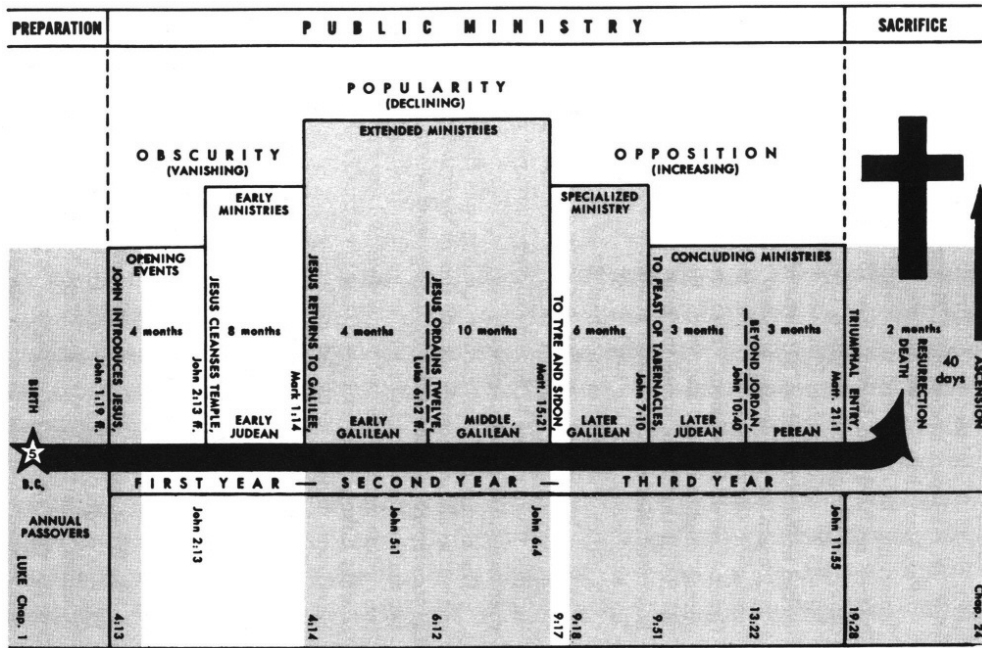 PREPARATION
PUBLIC MINISTRY
SACRIFICE
POPULARITY
(DECLINING)
EXTENDED MINISTRIES
OBSCURITY
(VANISHING)
OPPOSITION
(INCREASING)
EARLY
MINISTRIES
SPECIALIZED
MINISTRY
OPENING
EVENTS
CONCLUDING MINISTRIES
BIRTH
JOHN INTRODUCES JESUS,
John 1:19 ff.
4 months
JESUS CLEANSES TEMPLE,
John 2:13 ff.
8 months
EARLY
JUDEAN
JESUS RETURNS TO GALILEE,
Mark 1:14
4 months
EARLY
GALILEAN
JESUS ORDAINS TWELVE,
Luke 6:12 ff.
10 months
MIDDLE,
GALILEAN
TO TYRE AND SIDON
Matt. 15:21
6 months
LATER
GALILEAN
TO FEAST OF TABERNACLES,
John 7:10
3 months
LATER
JUDEAN
BEYOND JORDAN,
John 10:40
3 months
PEREAN
TRIUMPHAL ENTRY,
Matt. 21:1
2 months
DEATH
RESURRECTION
40
days
ASCENSION
5
B.C.
FIRST YEAR — SECOND YEAR — THIRD YEAR
ANNUAL
PASSOVERS
John 2:13
John 5:1
John 6:4
John 11:55
LUKE Chap. 1
4:13
4:14
6:12
9:17
9:18
9:51
13:22
19:28
Chap. 24